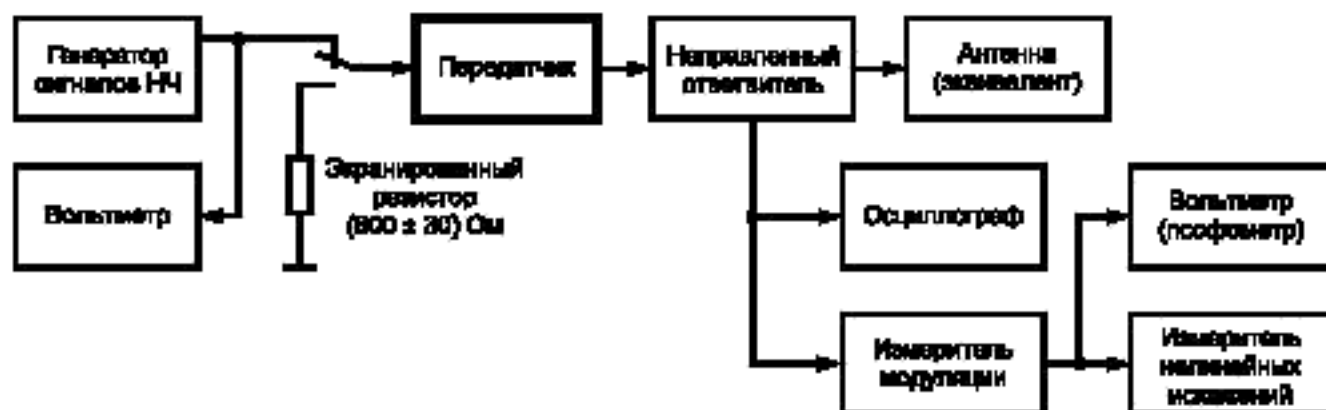 Генератор
сигналов НЧ
Передатчик
Направленный
ответвитель
Антенна
(эквивалент)
Вольтметр
Экранированный
резистор
(600 ± 30) Ом
Осциллограф
Вольтметр
(псофометр)
Измеритель
модуляции
Измеритель
нелинейных
искажений